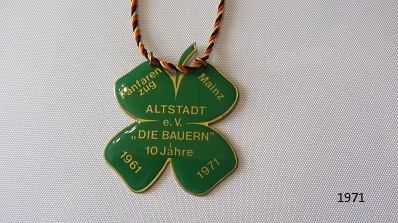 Fanfaren
zug
Mainz
ALTSTADT
e. V.
„DIE BAUERN"
10 Jahre
1961
1971
1971